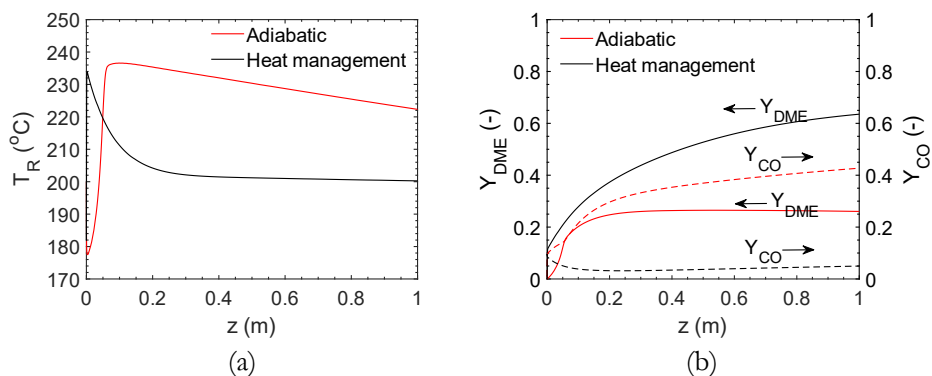 250
240
230
220
210
200
190
180
170
T_R (°C)
Adiabatic
Heat management
0
0.2
0.4
0.6
0.8
1
z (m)
(a)
1
0.8
0.6
0.4
0.2
0
Y_DME (-)
Adiabatic
Heat management
Y_DME
Y_CO
Y_DME
Y_CO
1
0.8
0.6
0.4
0.2
0
Y_CO (-)
0
0.2
0.4
0.6
0.8
1
z (m)
(b)